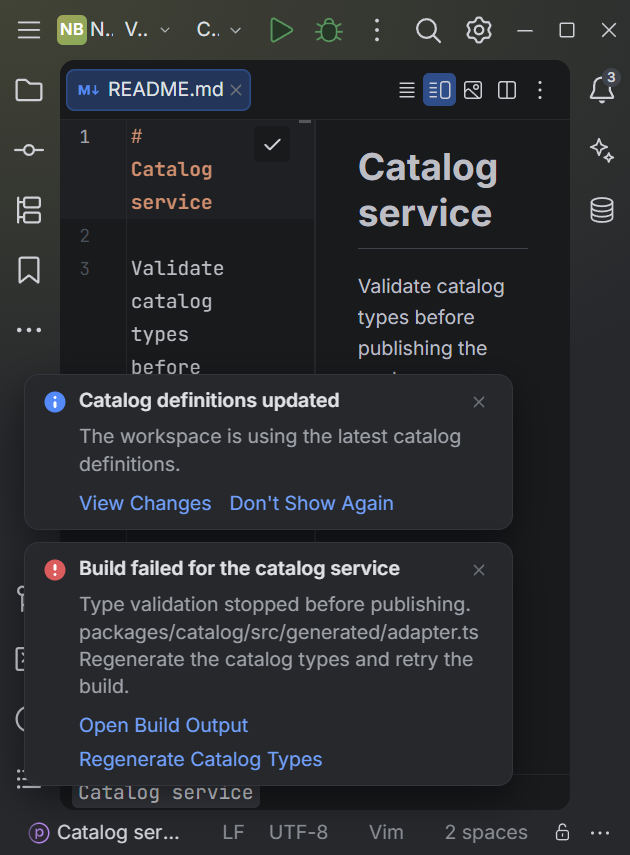 NB N.. V.. C..
M↓ README.md
3
1 #
Catalog
service
2
3 Validate
catalog
types
before
Catalog
service
Validate catalog
types before
publishing the
Catalog definitions updated
The workspace is using the latest catalog
definitions.
View Changes Don't Show Again
Build failed for the catalog service
Type validation stopped before publishing.
packages/catalog/src/generated/adapter.ts
Regenerate the catalog types and retry the
build.
Open Build Output
Regenerate Catalog Types
Catalog service
p Catalog ser... LF UTF-8 Vim 2 spaces